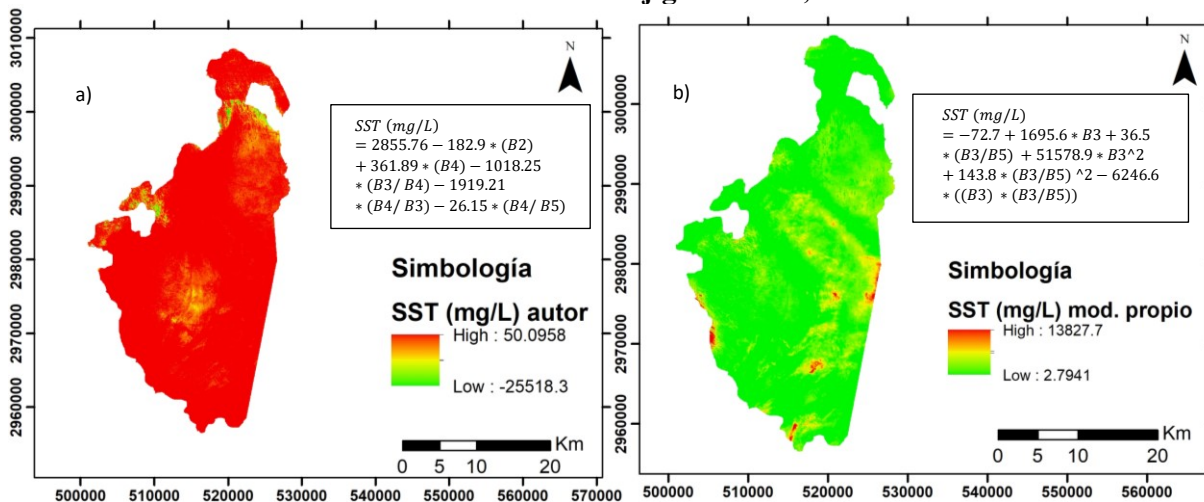 a)
N
SST (mg/L)
= 2855.76 − 182.9 * (B2)
+ 361.89 * (B4) − 1018.25
* (B3/ B4) − 1919.21
* (B4/ B3) − 26.15 * (B4/ B5)
Simbología
SST (mg/L) autor
High : 50.0958
Low : -25518.3
Km
0 5 10 20
3010000
3000000
2990000
2980000
2970000
2960000
500000 510000 520000 530000 540000 550000 560000 570000
b)
N
SST (mg/L)
= −72.7 + 1695.6 * B3 + 36.5
* (B3/B5) + 51578.9 * B3^2
+ 143.8 * (B3/B5) ^2 − 6246.6
* ((B3) * (B3/B5))
Simbología
SST (mg/L) mod. propio
High : 13827.7
Low : 2.7941
Km
0 5 10 20
3010000
3000000
2990000
2980000
2970000
2960000
500000 510000 520000 530000 540000 550000 560000